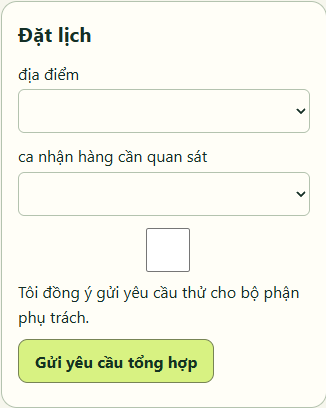 Đặt lịch
địa điểm
ca nhận hàng cần quan sát
Tôi đồng ý gửi yêu cầu thử cho bộ phận
phụ trách.
Gửi yêu cầu tổng hợp